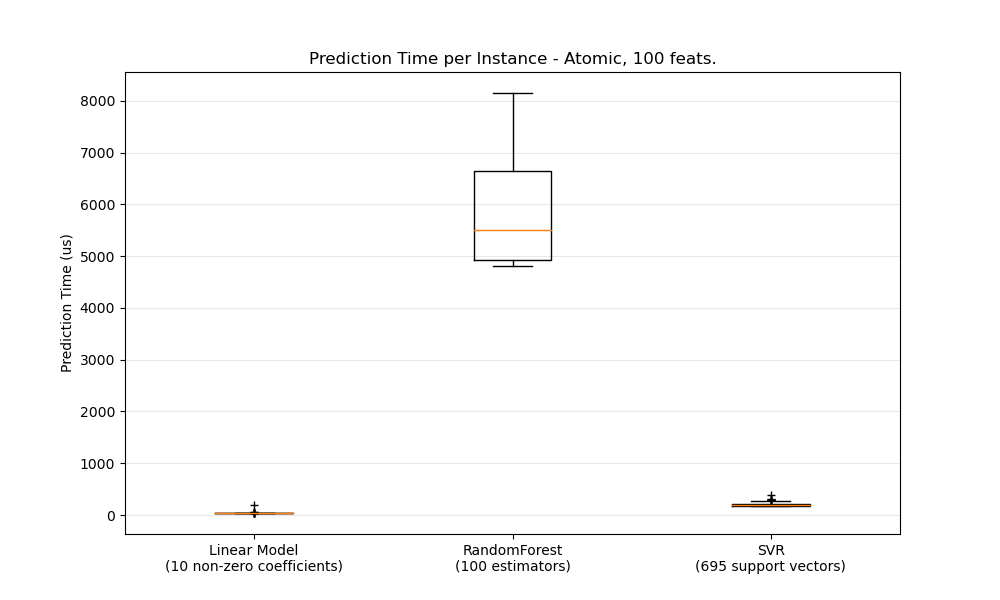 Prediction Time per Instance - Atomic, 100 feats.
Prediction Time (us)
8000
7000
6000
5000
4000
3000
2000
1000
0
Linear Model
(10 non-zero coefficients)
RandomForest
(100 estimators)
SVR
(695 support vectors)